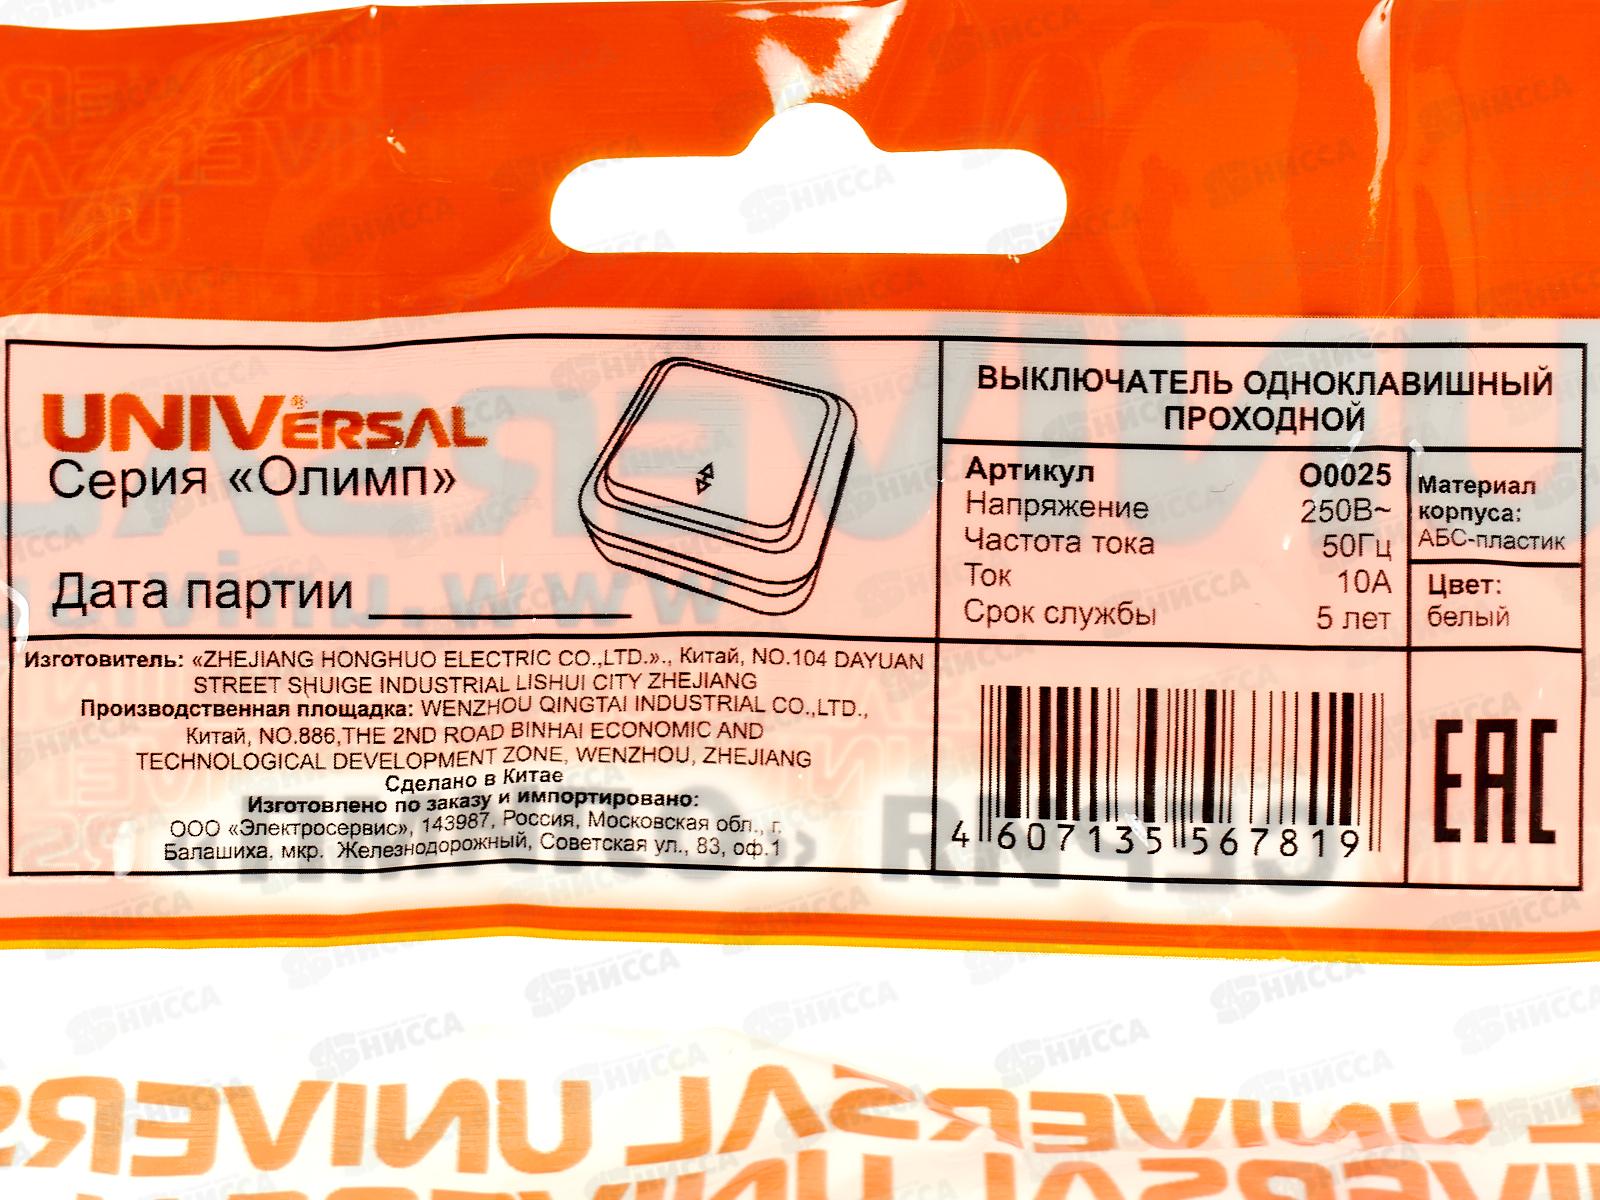 UNIVERSAL
Серия «Олимп»
Дата партии
ВЫКЛЮЧАТЕЛЬ ОДНОКЛАВИШНЫЙ
ПРОХОДНОЙ
Артикул O0025
Напряжение 250В~
Частота тока 50Гц
Ток 10А
Срок службы 5 лет
Материал
корпуса:
АБС-пластик
Цвет:
белый
Изготовитель: «ZHEJIANG HONGHUO ELECTRIC CO.,LTD.»., Китай, NO.104 DAYUAN
STREET SHUIGE INDUSTRIAL LISHUI CITY ZHEJIANG
Производственная площадка: WENZHOU QINGTAI INDUSTRIAL CO.,LTD.,
Китай, NO.886,THE 2ND ROAD BINHAI ECONOMIC AND
TECHNOLOGICAL DEVELOPMENT ZONE, WENZHOU, ZHEJIANG
Сделано в Китае
Изготовлено по заказу и импортировано:
ООО «Электросервис», 143987, Россия, Московская обл., г.
Балашиха, мкр. Железнодорожный, Советская ул., 83, оф.1
4 607135 567819
EAC
UNIVERSAL
UNIVERSAL